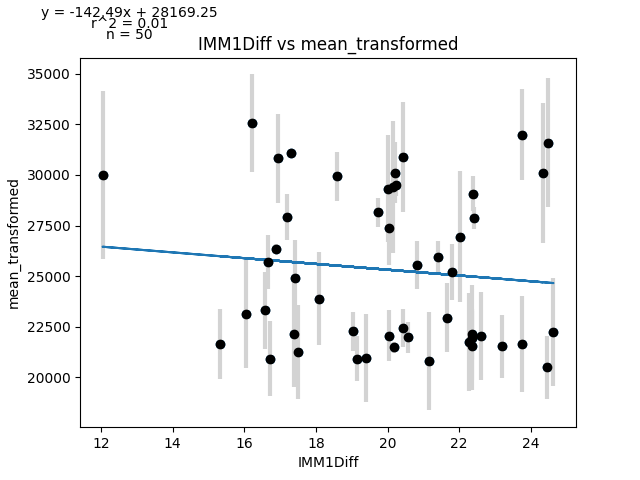 y = -142.49x + 28169.25
r^2 = 0.01
n = 50
IMM1Diff vs mean_transformed
35000
32500
30000
27500
25000
22500
20000
mean_transformed
12 14 16 18 20 22 24
IMM1Diff